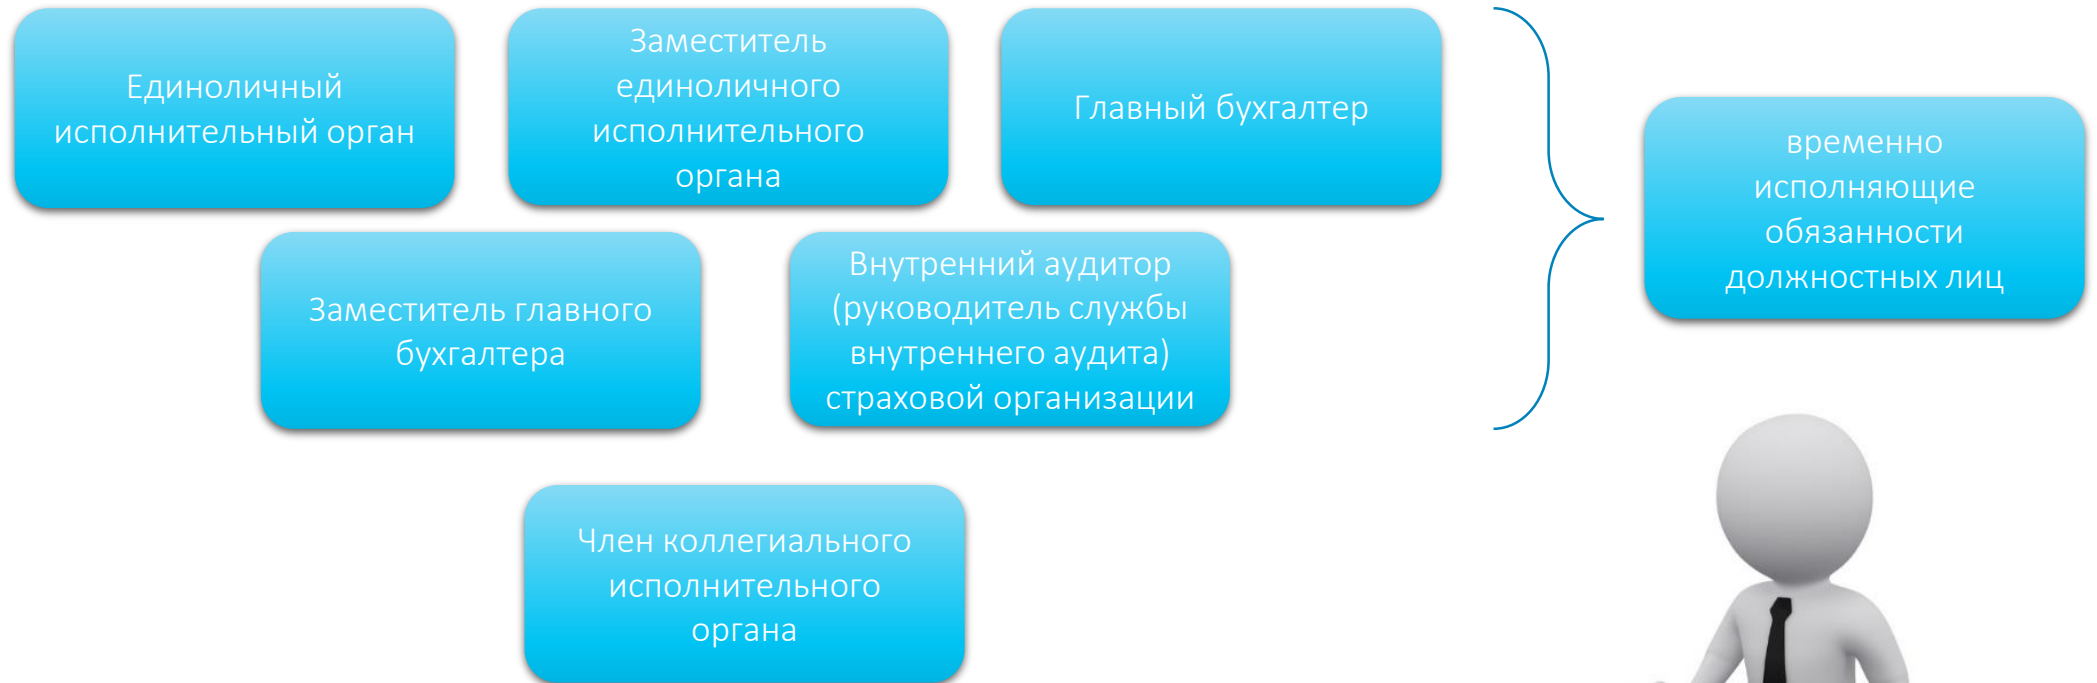 Единоличный
исполнительный орган
Заместитель
единоличного
исполнительного
органа
Главный бухгалтер
временно
исполняющие
обязанности
должностных лиц
Заместитель главного
бухгалтера
Внутренний аудитор
(руководитель службы
внутреннего аудита)
страховой организации
Член коллегиального
исполнительного
органа